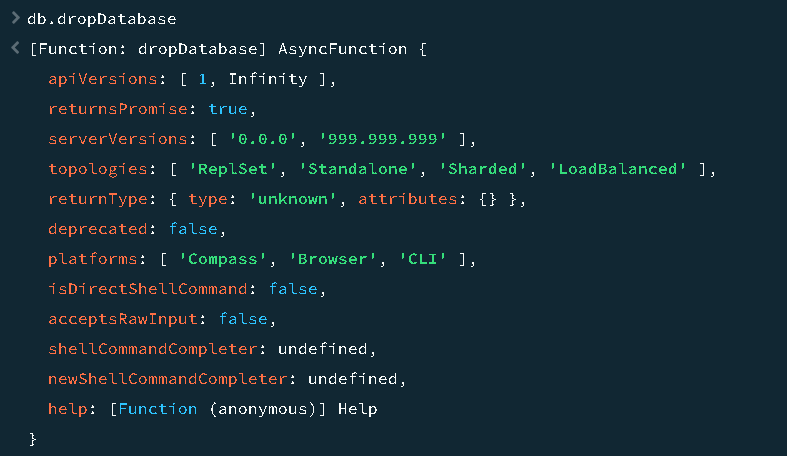 > db.dropDatabase
< [Function: dropDatabase] AsyncFunction {
apiVersions: [ 1, Infinity ],
returnsPromise: true,
serverVersions: [ '0.0.0', '999.999.999' ],
topologies: [ 'ReplSet', 'Standalone', 'Sharded', 'LoadBalanced' ],
returnType: { type: 'unknown', attributes: {} },
deprecated: false,
platforms: [ 'Compass', 'Browser', 'CLI' ],
isDirectShellCommand: false,
acceptsRawInput: false,
shellCommandCompleter: undefined,
newShellCommandCompleter: undefined,
help: [Function (anonymous)] Help
}